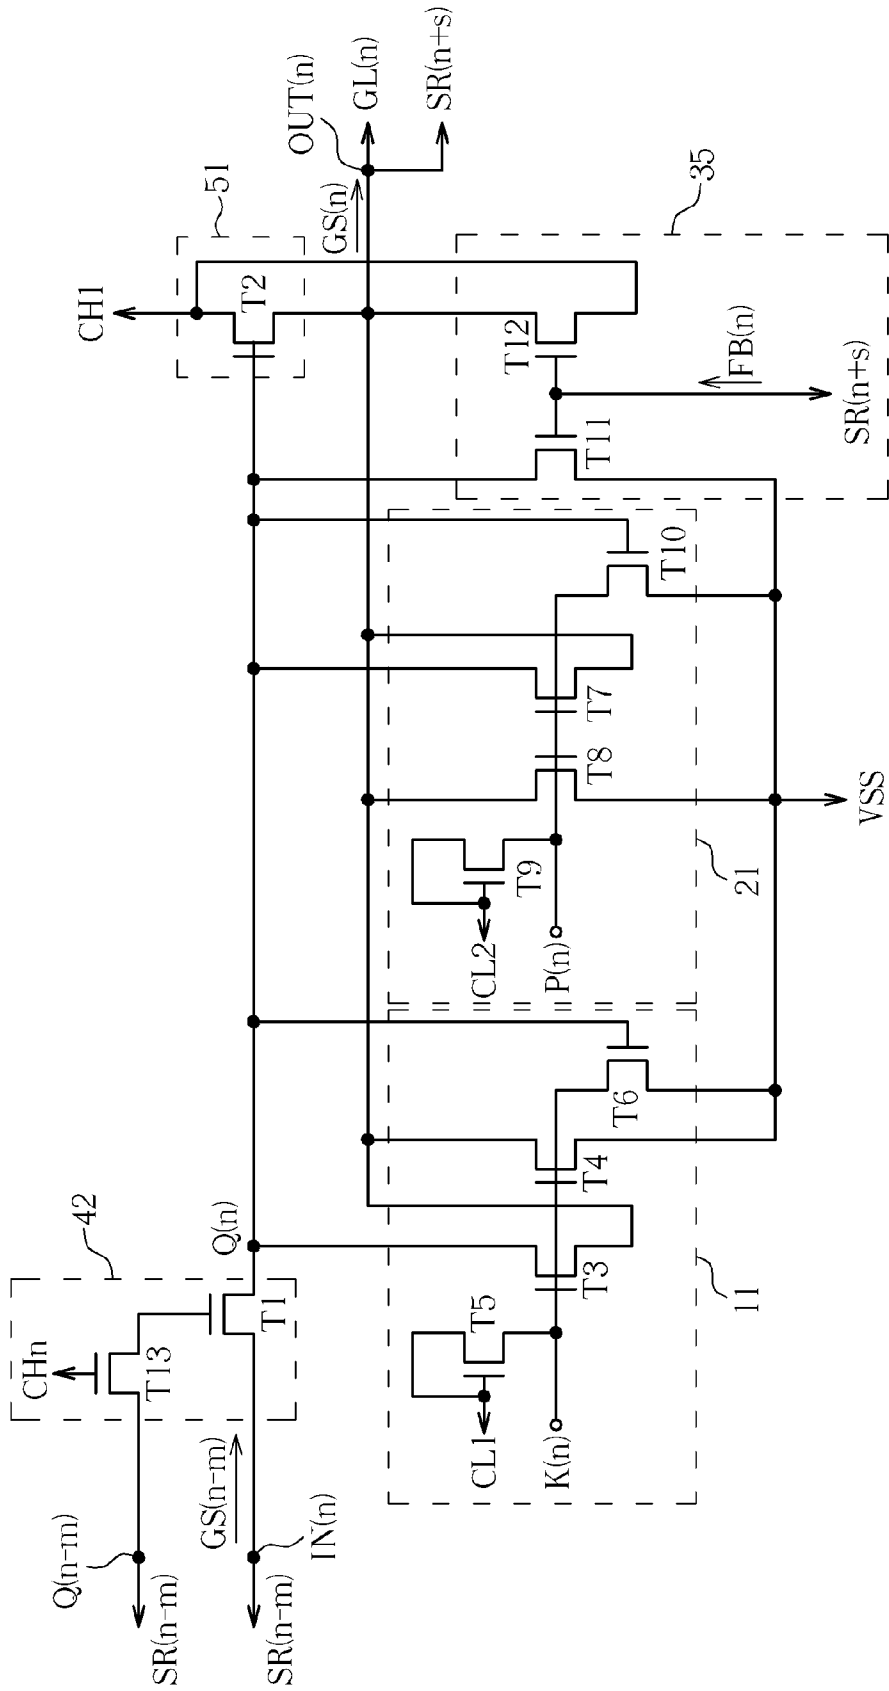 CH1
51
T2
OUT(n)
GS(n)
GL(n)
SR(n+s)
35
T12
FB(n)
SR(n+s)
T11
T10
T7
T8
T9
CL2
P(n)
21
VSS
42
CHn
T13
T1
Q(n)
Q(n-m)
SR(n-m)
GS(n-m)
IN(n)
SR(n-m)
T6
T4
T3
T5
CL1
K(n)
11